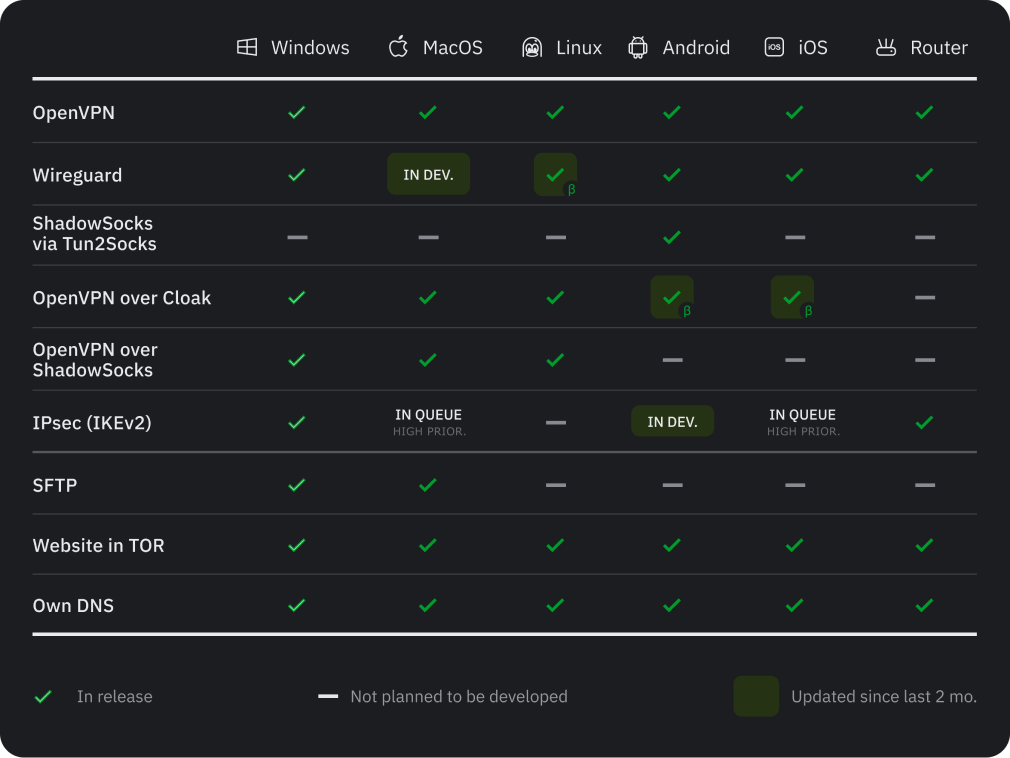 Windows MacOS Linux Android iOS iOS Router
OpenVPN
Wireguard IN DEV. β
ShadowSocks
via Tun2Socks
OpenVPN over Cloak β β
OpenVPN over
ShadowSocks
IPsec (IKEv2) IN QUEUE IN DEV. IN QUEUE
HIGH PRIOR. HIGH PRIOR.
SFTP
Website in TOR
Own DNS
In release Not planned to be developed Updated since last 2 mo.